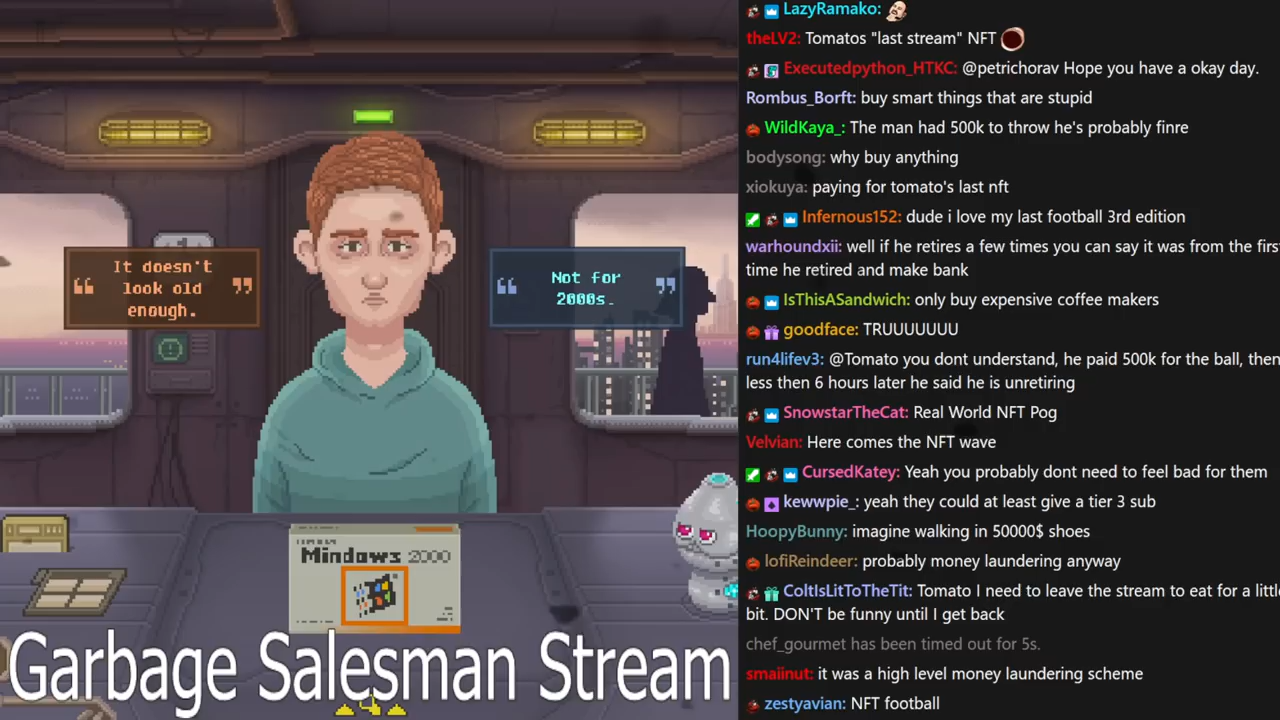 It doesn't
look old
enough.
Not for
2000s.
Mindows 2000
Garbage Salesman Stream
LazyRamako:
theLV2: Tomatos "last stream" NFT
Executedpython_HTKC: @petrichorav Hope you have a okay day.
Rombus_Borft: buy smart things that are stupid
WildKaya_: The man had 500k to throw he's probably finre
bodysong: why buy anything
xiokuya: paying for tomato's last nft
Infernous152: dude i love my last football 3rd edition
warhoundxii: well if he retires a few times you can say it was from the first
time he retired and make bank
IsThisASandwich: only buy expensive coffee makers
goodface: TRUUUUUUU
run4lifev3: @Tomato you dont understand, he paid 500k for the ball, then
less then 6 hours later he said he is unretiring
SnowstarTheCat: Real World NFT Pog
Velvian: Here comes the NFT wave
CursedKatey: Yeah you probably dont need to feel bad for them
kewwpie_: yeah they could at least give a tier 3 sub
HoopyBunny: imagine walking in 50000$ shoes
lofiReindeer: probably money laundering anyway
ColtIsLitToTheTit: Tomato I need to leave the stream to eat for a little
bit. DON'T be funny until I get back
chef_gourmet has been timed out for 5s.
smaiinut: it was a high level money laundering scheme
zestyavian: NFT football